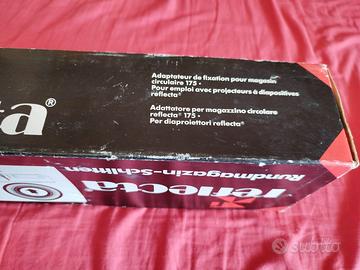 Adaptateur de fixation pour magasin
circulaire 175 •
Pour emploi avec projecteurs à diapositives
reflecta®
Adattatore per magazzino circolare
reflecta® 175 •
Per diaproiettori reflecta®
ta®
reflecta
Rundmagazin-Schlitten
subito